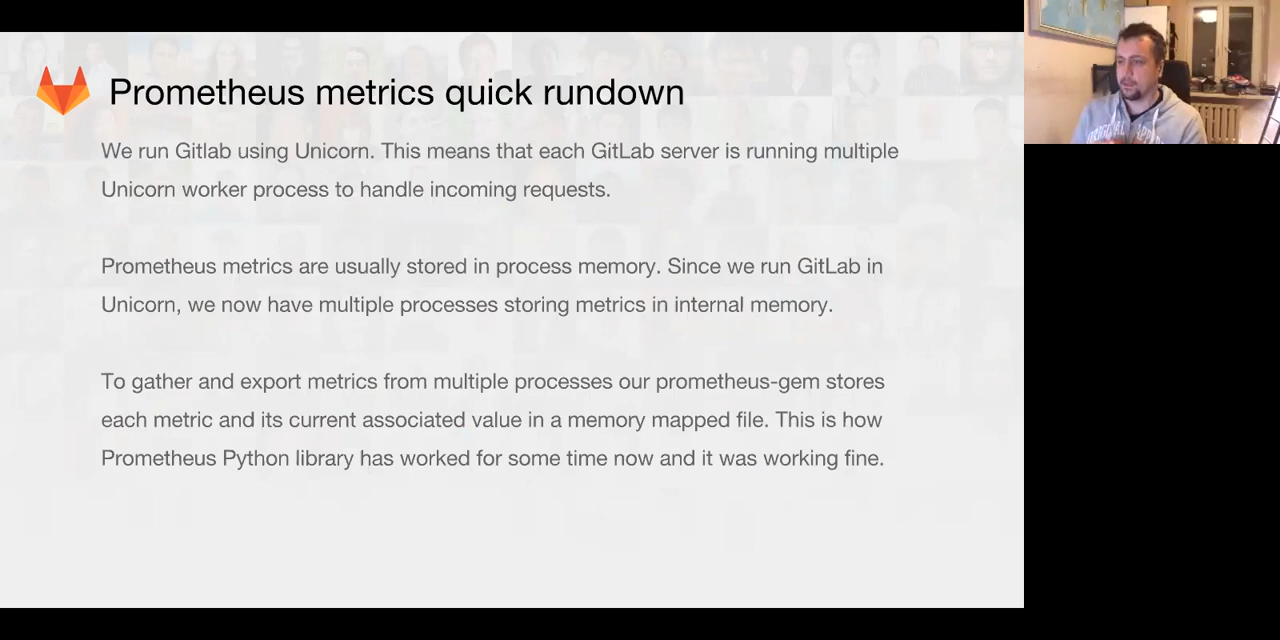 Prometheus metrics quick rundown
We run Gitlab using Unicorn. This means that each GitLab server is running multiple
Unicorn worker process to handle incoming requests.
Prometheus metrics are usually stored in process memory. Since we run GitLab in
Unicorn, we now have multiple processes storing metrics in internal memory.
To gather and export metrics from multiple processes our prometheus-gem stores
each metric and its current associated value in a memory mapped file. This is how
Prometheus Python library has worked for some time now and it was working fine.